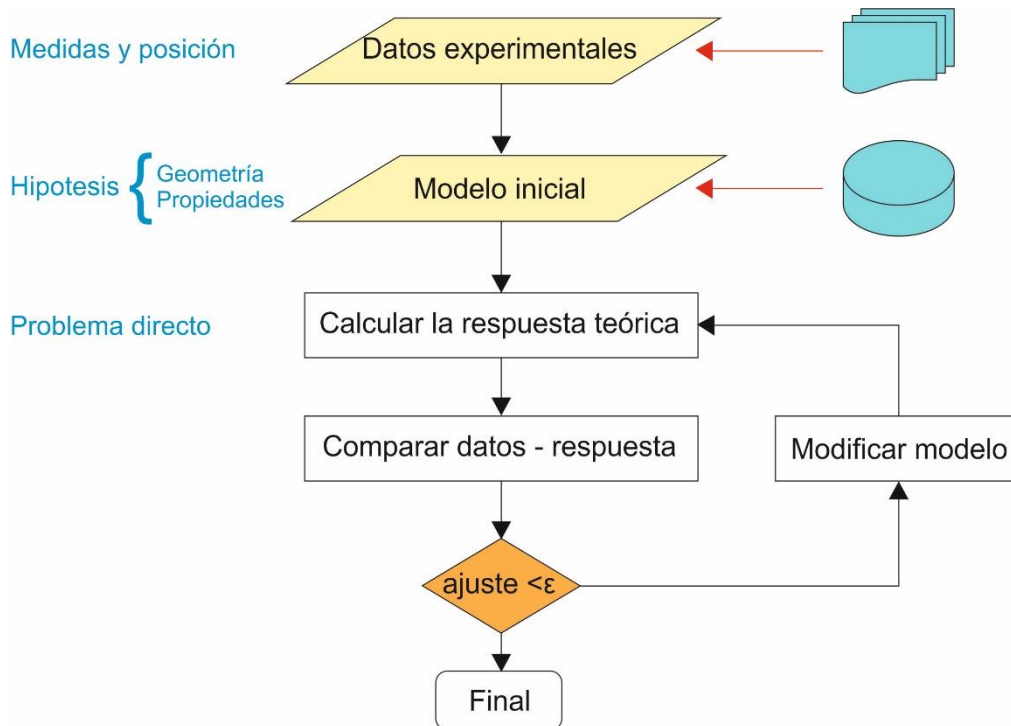 Medidas y posición
Datos experimentales
Hipotesis { Geometría
Propiedades
Modelo inicial
Problema directo
Calcular la respuesta teórica
Comparar datos - respuesta
Modificar modelo
ajuste <ε
Final